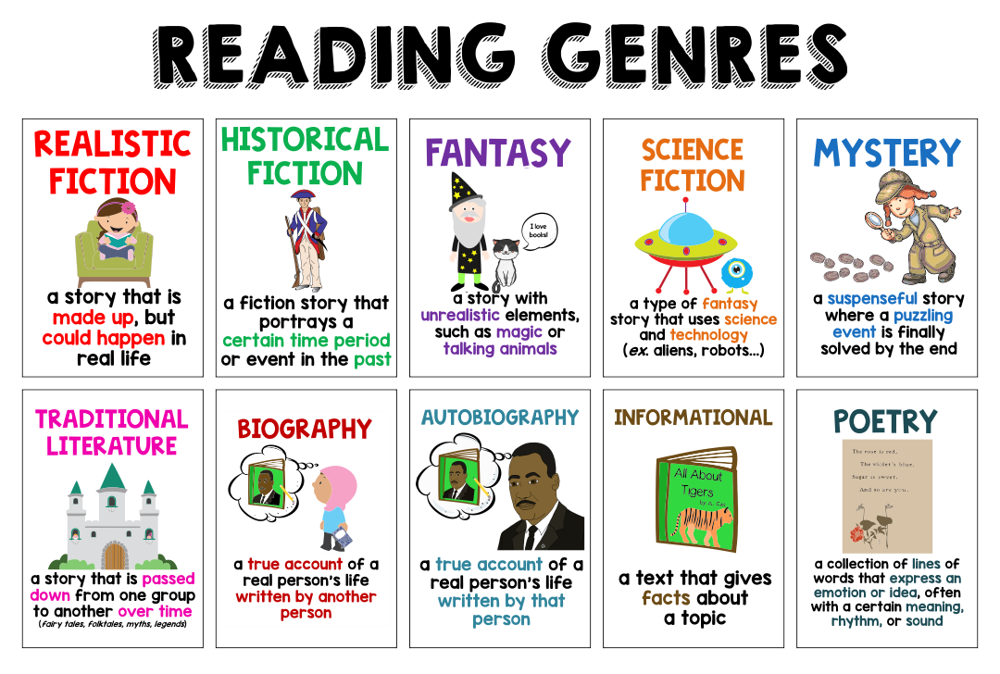 READING GENRES
REALISTIC
FICTION
a story that is
made up, but
could happen in
real life
HISTORICAL
FICTION
a fiction story that
portrays a
certain time period
or event in the past
FANTASY
I love
books!
a story with
unrealistic elements,
such as magic or
talking animals
SCIENCE
FICTION
a type of fantasy
story that uses science
and technology
(ex. aliens, robots...)
MYSTERY
a suspenseful story
where a puzzling
event is finally
solved by the end
TRADITIONAL
LITERATURE
a story that is passed
down from one group
to another over time
(fairy tales, folktales, myths, legends)
BIOGRAPHY
a true account of a
real person's life
written by another
person
AUTOBIOGRAPHY
a true account of a
real person's life
written by that
person
INFORMATIONAL
All About
Tigers
by A. Cat
a text that gives
facts about
a topic
POETRY
The rose is red,
The violet's blue,
Sugar is sweet,
And so are you.
a collection of lines of
words that express an
emotion or idea, often
with a certain meaning,
rhythm, or sound